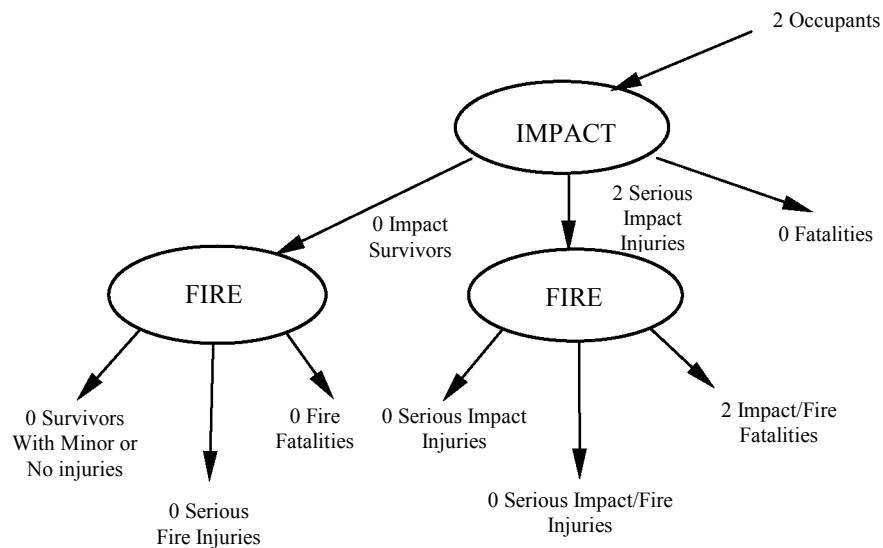 2 Occupants
IMPACT
0 Impact
Survivors
2 Serious
Impact
Injuries
0 Fatalities
FIRE
FIRE
0 Survivors
With Minor or
No injuries
0 Serious
Fire Injuries
0 Fire
Fatalities
0 Serious Impact
Injuries
0 Serious Impact/Fire
Injuries
2 Impact/Fire
Fatalities